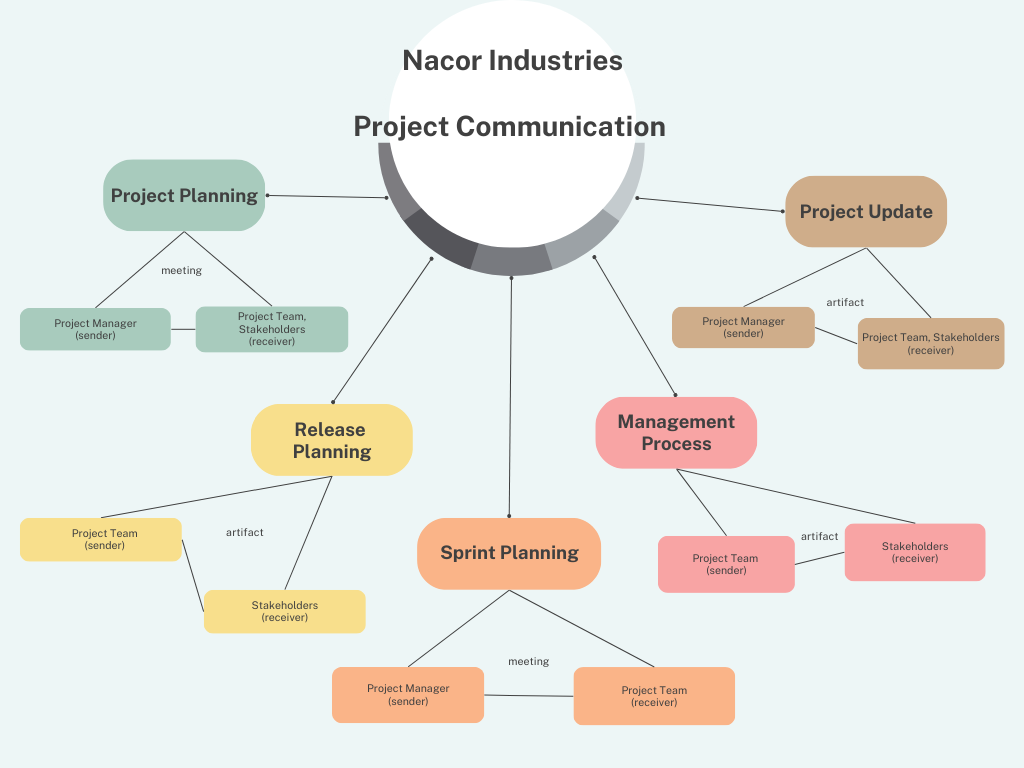 Nacor Industries
Project Communication
Project Planning
meeting
Project Manager
(sender)
Project Team,
Stakeholders
(receiver)
Project Update
artifact
Project Manager
(sender)
Project Team, Stakeholders
(receiver)
Release
Planning
artifact
Project Team
(sender)
Stakeholders
(receiver)
Management
Process
artifact
Project Team
(sender)
Stakeholders
(receiver)
Sprint Planning
meeting
Project Manager
(sender)
Project Team
(receiver)